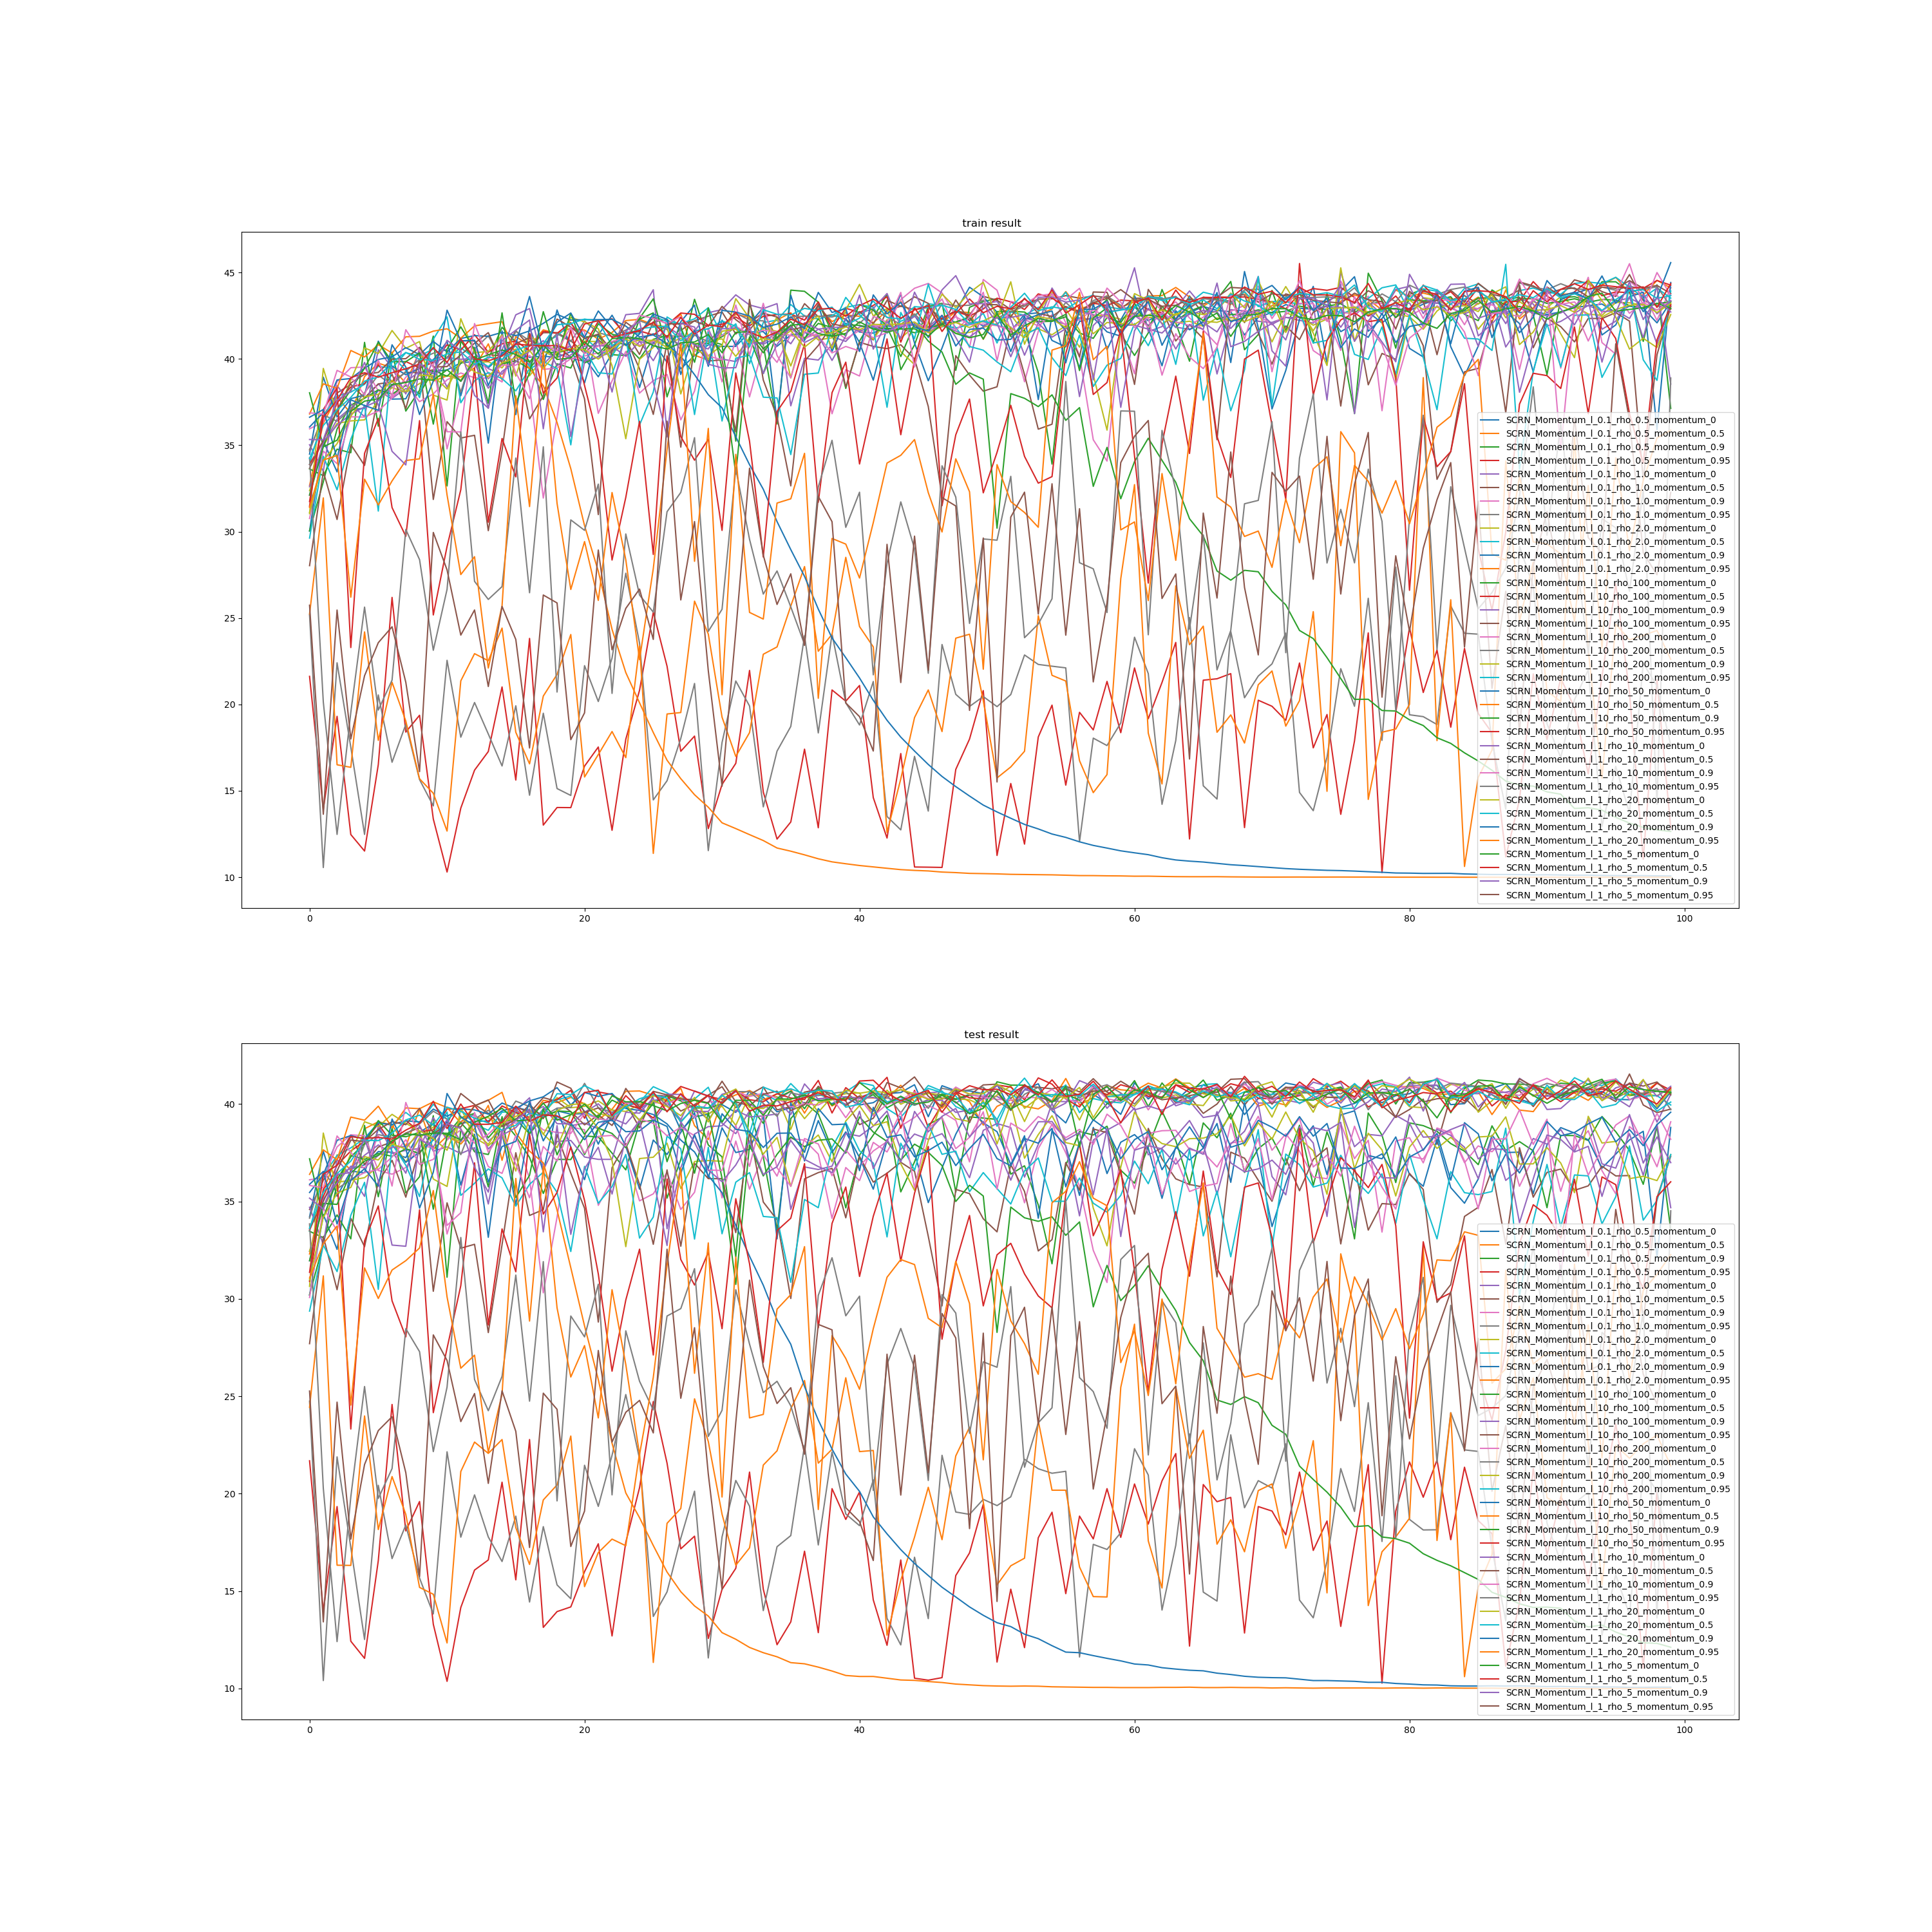 train result
45
40
35
30
25
20
15
10
0
20
40
60
80
100
SCRN_Momentum_l_0.1_rho_0.5_momentum_0
SCRN_Momentum_l_0.1_rho_0.5_momentum_0.5
SCRN_Momentum_l_0.1_rho_0.5_momentum_0.9
SCRN_Momentum_l_0.1_rho_0.5_momentum_0.95
SCRN_Momentum_l_0.1_rho_1.0_momentum_0
SCRN_Momentum_l_0.1_rho_1.0_momentum_0.5
SCRN_Momentum_l_0.1_rho_1.0_momentum_0.9
SCRN_Momentum_l_0.1_rho_1.0_momentum_0.95
SCRN_Momentum_l_0.1_rho_2.0_momentum_0
SCRN_Momentum_l_0.1_rho_2.0_momentum_0.5
SCRN_Momentum_l_0.1_rho_2.0_momentum_0.9
SCRN_Momentum_l_0.1_rho_2.0_momentum_0.95
SCRN_Momentum_l_10_rho_100_momentum_0
SCRN_Momentum_l_10_rho_100_momentum_0.5
SCRN_Momentum_l_10_rho_100_momentum_0.9
SCRN_Momentum_l_10_rho_100_momentum_0.95
SCRN_Momentum_l_10_rho_200_momentum_0
SCRN_Momentum_l_10_rho_200_momentum_0.5
SCRN_Momentum_l_10_rho_200_momentum_0.9
SCRN_Momentum_l_10_rho_200_momentum_0.95
SCRN_Momentum_l_10_rho_50_momentum_0
SCRN_Momentum_l_10_rho_50_momentum_0.5
SCRN_Momentum_l_10_rho_50_momentum_0.9
SCRN_Momentum_l_10_rho_50_momentum_0.95
SCRN_Momentum_l_1_rho_10_momentum_0
SCRN_Momentum_l_1_rho_10_momentum_0.5
SCRN_Momentum_l_1_rho_10_momentum_0.9
SCRN_Momentum_l_1_rho_10_momentum_0.95
SCRN_Momentum_l_1_rho_20_momentum_0
SCRN_Momentum_l_1_rho_20_momentum_0.5
SCRN_Momentum_l_1_rho_20_momentum_0.9
SCRN_Momentum_l_1_rho_20_momentum_0.95
SCRN_Momentum_l_1_rho_5_momentum_0
SCRN_Momentum_l_1_rho_5_momentum_0.5
SCRN_Momentum_l_1_rho_5_momentum_0.9
SCRN_Momentum_l_1_rho_5_momentum_0.95
test result
40
35
30
25
20
15
10
0
20
40
60
80
100
SCRN_Momentum_l_0.1_rho_0.5_momentum_0
SCRN_Momentum_l_0.1_rho_0.5_momentum_0.5
SCRN_Momentum_l_0.1_rho_0.5_momentum_0.9
SCRN_Momentum_l_0.1_rho_0.5_momentum_0.95
SCRN_Momentum_l_0.1_rho_1.0_momentum_0
SCRN_Momentum_l_0.1_rho_1.0_momentum_0.5
SCRN_Momentum_l_0.1_rho_1.0_momentum_0.9
SCRN_Momentum_l_0.1_rho_1.0_momentum_0.95
SCRN_Momentum_l_0.1_rho_2.0_momentum_0
SCRN_Momentum_l_0.1_rho_2.0_momentum_0.5
SCRN_Momentum_l_0.1_rho_2.0_momentum_0.9
SCRN_Momentum_l_0.1_rho_2.0_momentum_0.95
SCRN_Momentum_l_10_rho_100_momentum_0
SCRN_Momentum_l_10_rho_100_momentum_0.5
SCRN_Momentum_l_10_rho_100_momentum_0.9
SCRN_Momentum_l_10_rho_100_momentum_0.95
SCRN_Momentum_l_10_rho_200_momentum_0
SCRN_Momentum_l_10_rho_200_momentum_0.5
SCRN_Momentum_l_10_rho_200_momentum_0.9
SCRN_Momentum_l_10_rho_200_momentum_0.95
SCRN_Momentum_l_10_rho_50_momentum_0
SCRN_Momentum_l_10_rho_50_momentum_0.5
SCRN_Momentum_l_10_rho_50_momentum_0.9
SCRN_Momentum_l_10_rho_50_momentum_0.95
SCRN_Momentum_l_1_rho_10_momentum_0
SCRN_Momentum_l_1_rho_10_momentum_0.5
SCRN_Momentum_l_1_rho_10_momentum_0.9
SCRN_Momentum_l_1_rho_10_momentum_0.95
SCRN_Momentum_l_1_rho_20_momentum_0
SCRN_Momentum_l_1_rho_20_momentum_0.5
SCRN_Momentum_l_1_rho_20_momentum_0.9
SCRN_Momentum_l_1_rho_20_momentum_0.95
SCRN_Momentum_l_1_rho_5_momentum_0
SCRN_Momentum_l_1_rho_5_momentum_0.5
SCRN_Momentum_l_1_rho_5_momentum_0.9
SCRN_Momentum_l_1_rho_5_momentum_0.95